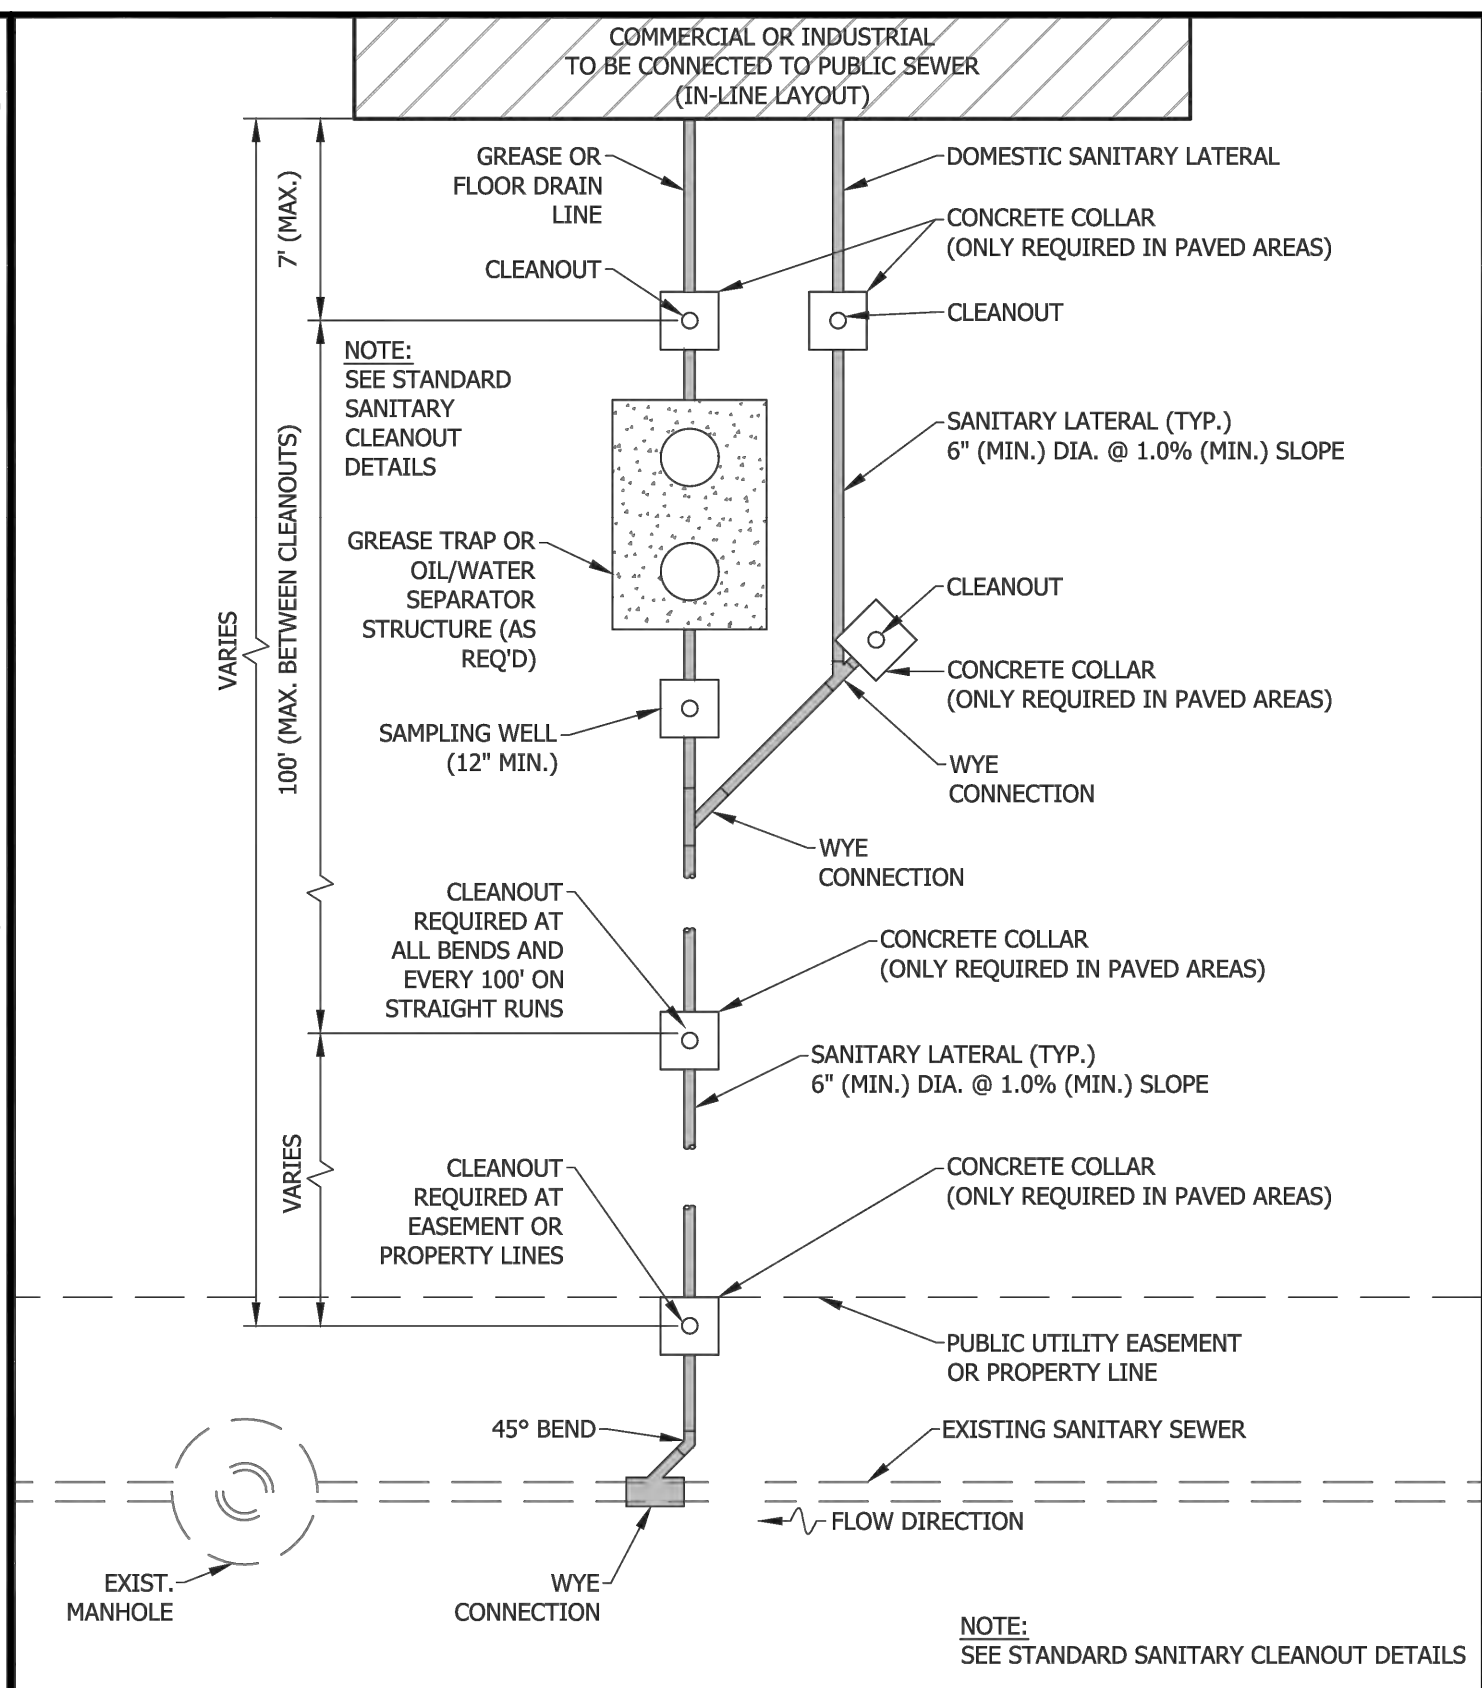 COMMERCIAL OR INDUSTRIAL
TO BE CONNECTED TO PUBLIC SEWER
(IN-LINE LAYOUT)
GREASE OR
FLOOR DRAIN
LINE
DOMESTIC SANITARY LATERAL
7' (MAX.)
CONCRETE COLLAR
(ONLY REQUIRED IN PAVED AREAS)
CLEANOUT
CLEANOUT
NOTE:
SEE STANDARD
SANITARY
CLEANOUT
DETAILS
SANITARY LATERAL (TYP.)
6" (MIN.) DIA. @ 1.0% (MIN.) SLOPE
100' (MAX. BETWEEN CLEANOUTS)
GREASE TRAP OR
OIL/WATER
SEPARATOR
STRUCTURE (AS
REQ'D)
CLEANOUT
VARIES
CONCRETE COLLAR
(ONLY REQUIRED IN PAVED AREAS)
SAMPLING WELL
(12" MIN.)
WYE
CONNECTION
WYE
CONNECTION
CLEANOUT
REQUIRED AT
ALL BENDS AND
EVERY 100' ON
STRAIGHT RUNS
CONCRETE COLLAR
(ONLY REQUIRED IN PAVED AREAS)
SANITARY LATERAL (TYP.)
6" (MIN.) DIA. @ 1.0% (MIN.) SLOPE
VARIES
CLEANOUT
REQUIRED AT
EASEMENT OR
PROPERTY LINES
CONCRETE COLLAR
(ONLY REQUIRED IN PAVED AREAS)
PUBLIC UTILITY EASEMENT
OR PROPERTY LINE
45° BEND
EXISTING SANITARY SEWER
FLOW DIRECTION
EXIST.
MANHOLE
WYE
CONNECTION
NOTE:
SEE STANDARD SANITARY CLEANOUT DETAILS